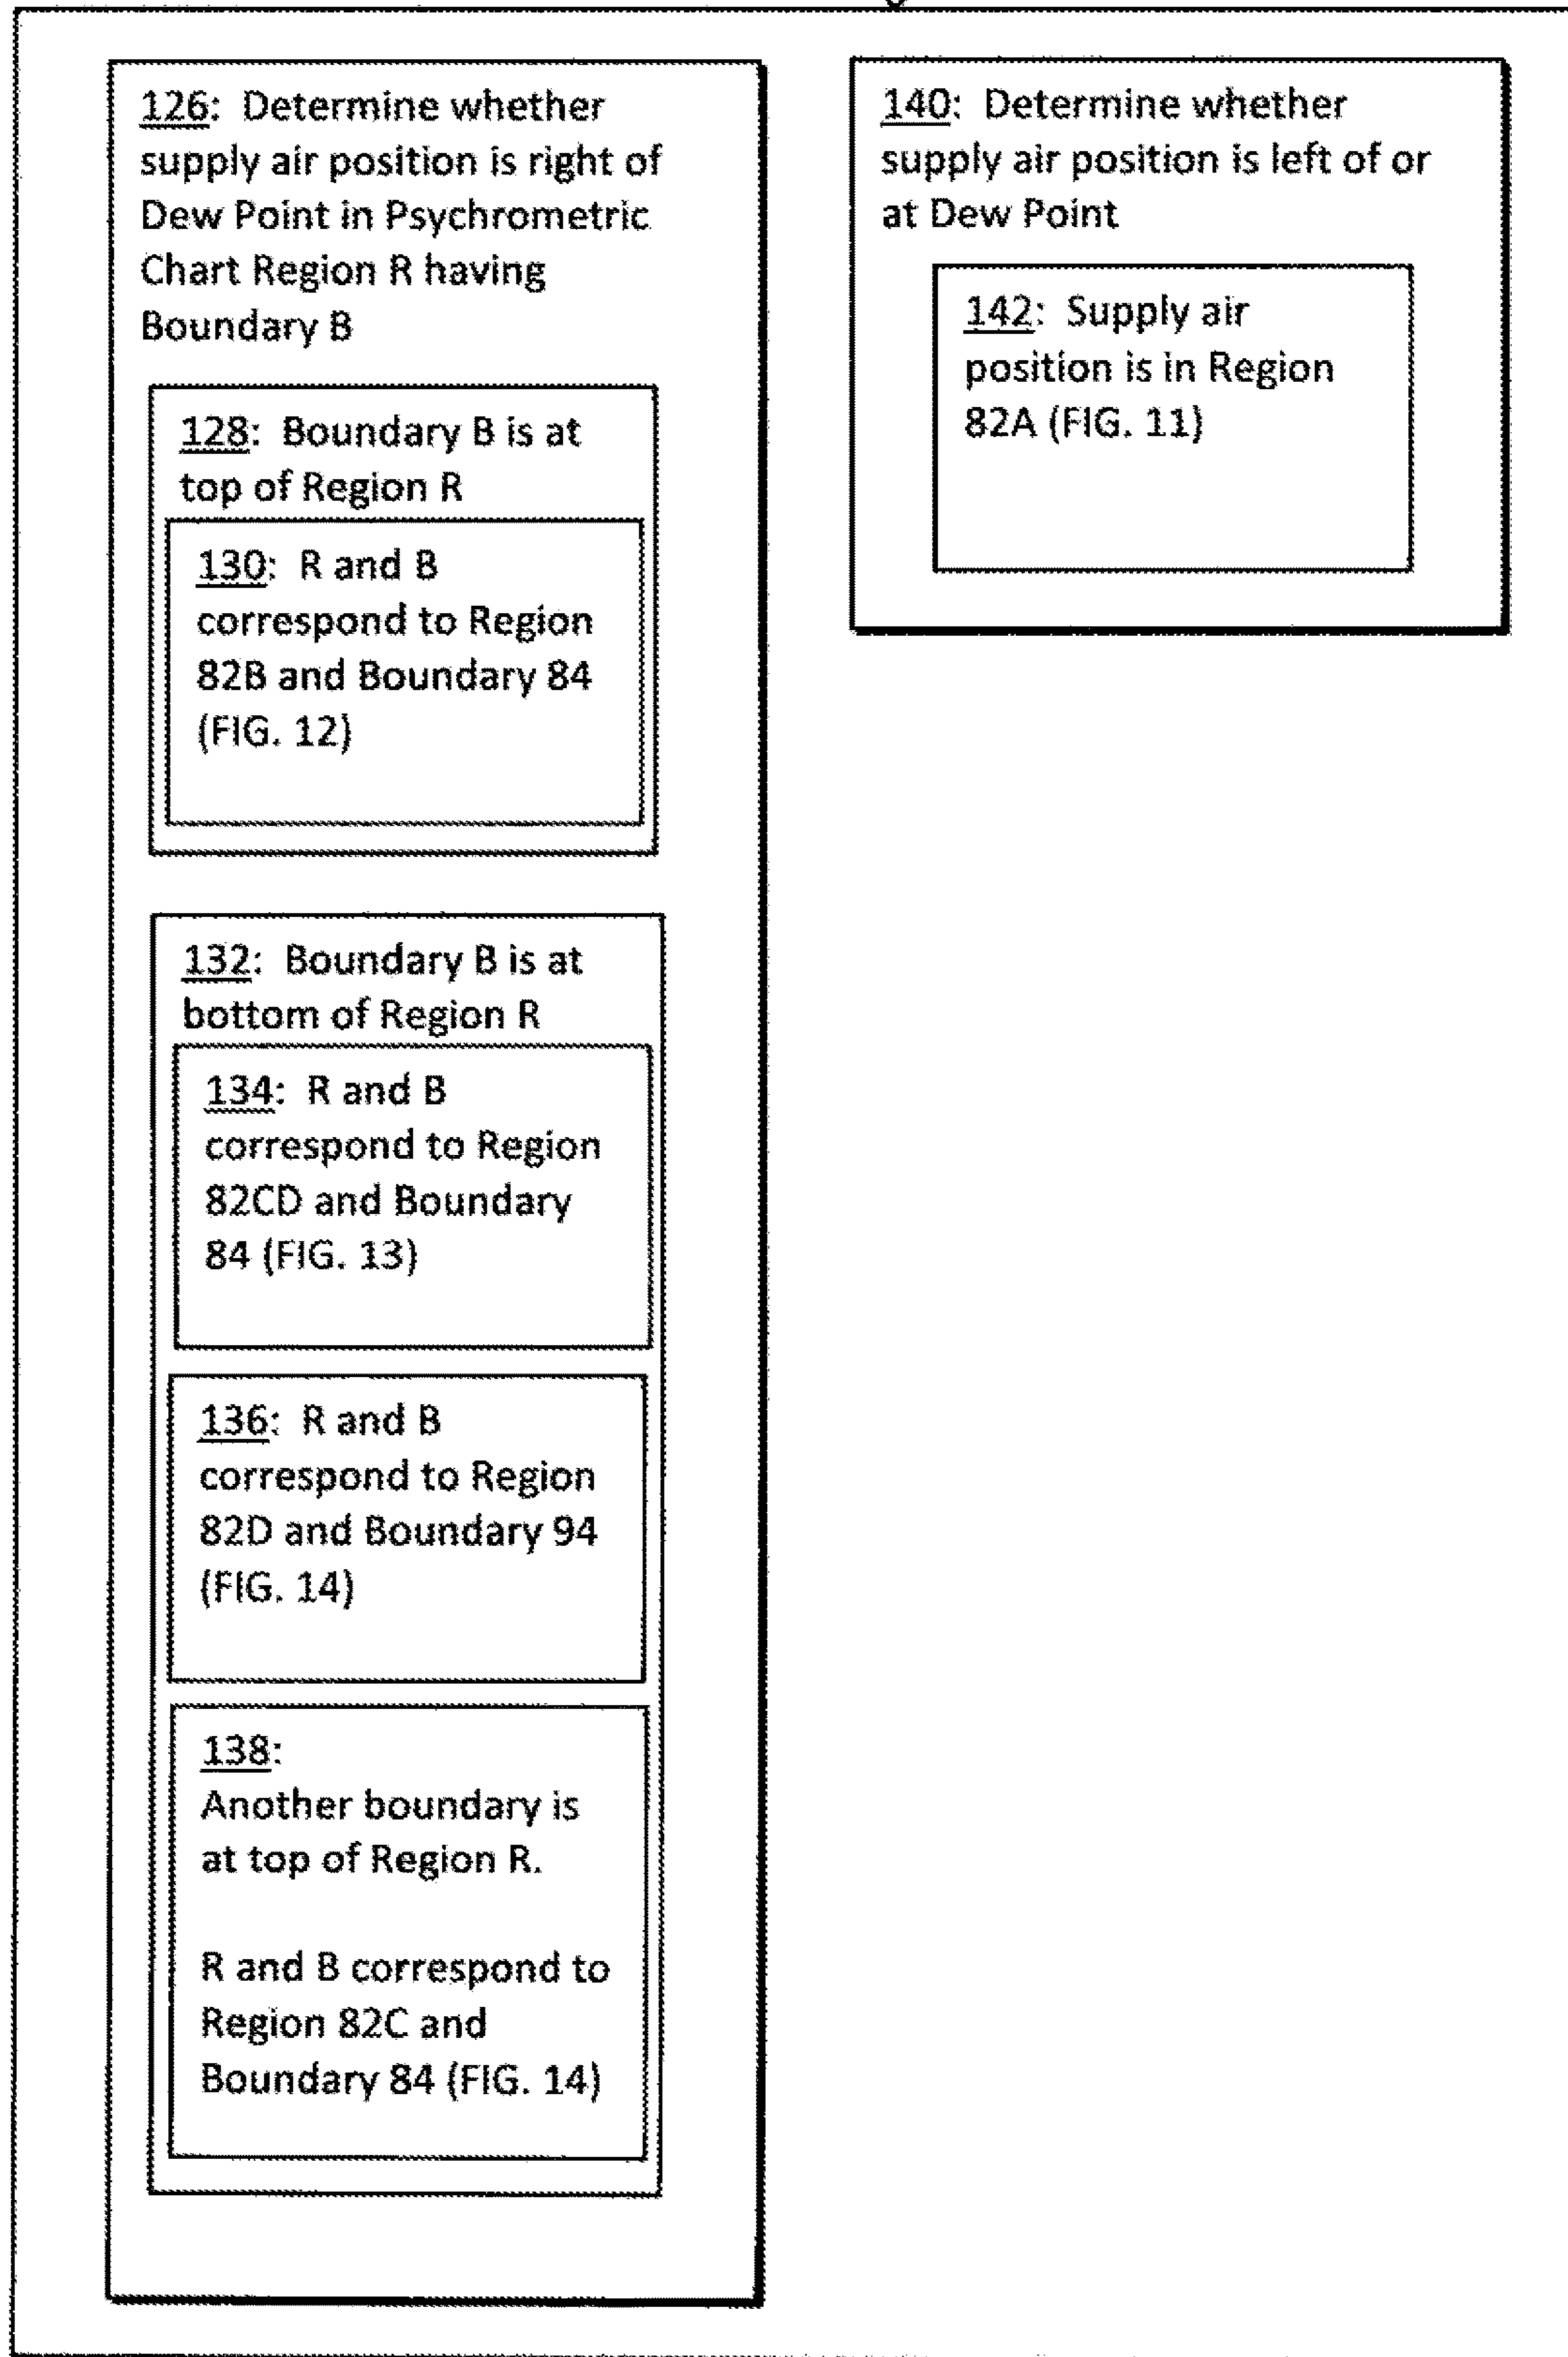 126: Determine whether
supply air position is right of
Dew Point in Psychrometric
Chart Region R having
Boundary B
128: Boundary B is at
top of Region R
130: R and B
correspond to Region
82B and Boundary 84
(FIG. 12)
132: Boundary B is at
bottom of Region R
134: R and B
correspond to Region
82CD and Boundary
84 (FIG. 13)
136: R and B
correspond to Region
82D and Boundary 94
(FIG. 14)
138:
Another boundary is
at top of Region R.
R and B correspond to
Region 82C and
Boundary 84 (FIG. 14)
140: Determine whether
supply air position is left of or
at Dew Point
142: Supply air
position is in Region
82A (FIG. 11)